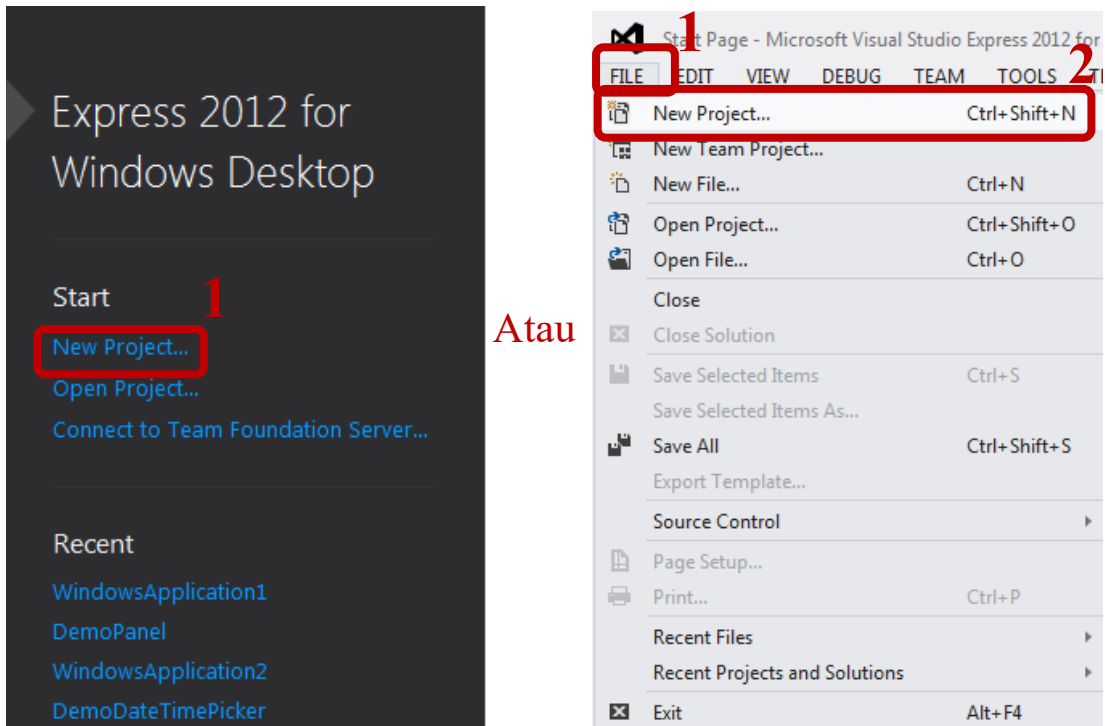 Express 2012 for
Windows Desktop
Start
1
New Project...
Open Project...
Connect to Team Foundation Server...
Recent
WindowsApplication1
DemoPanel
WindowsApplication2
DemoDateTimePicker
Atau
1
Start Page - Microsoft Visual Studio Express 2012 for
2
FILE EDIT VIEW DEBUG TEAM TOOLS
New Project... Ctrl+Shift+N
New Team Project...
New File... Ctrl+N
Open Project... Ctrl+Shift+O
Open File... Ctrl+O
Close
Close Solution
Save Selected Items Ctrl+S
Save Selected Items As...
Save All Ctrl+Shift+S
Export Template...
Source Control
Page Setup...
Print... Ctrl+P
Recent Files
Recent Projects and Solutions
Exit Alt+F4